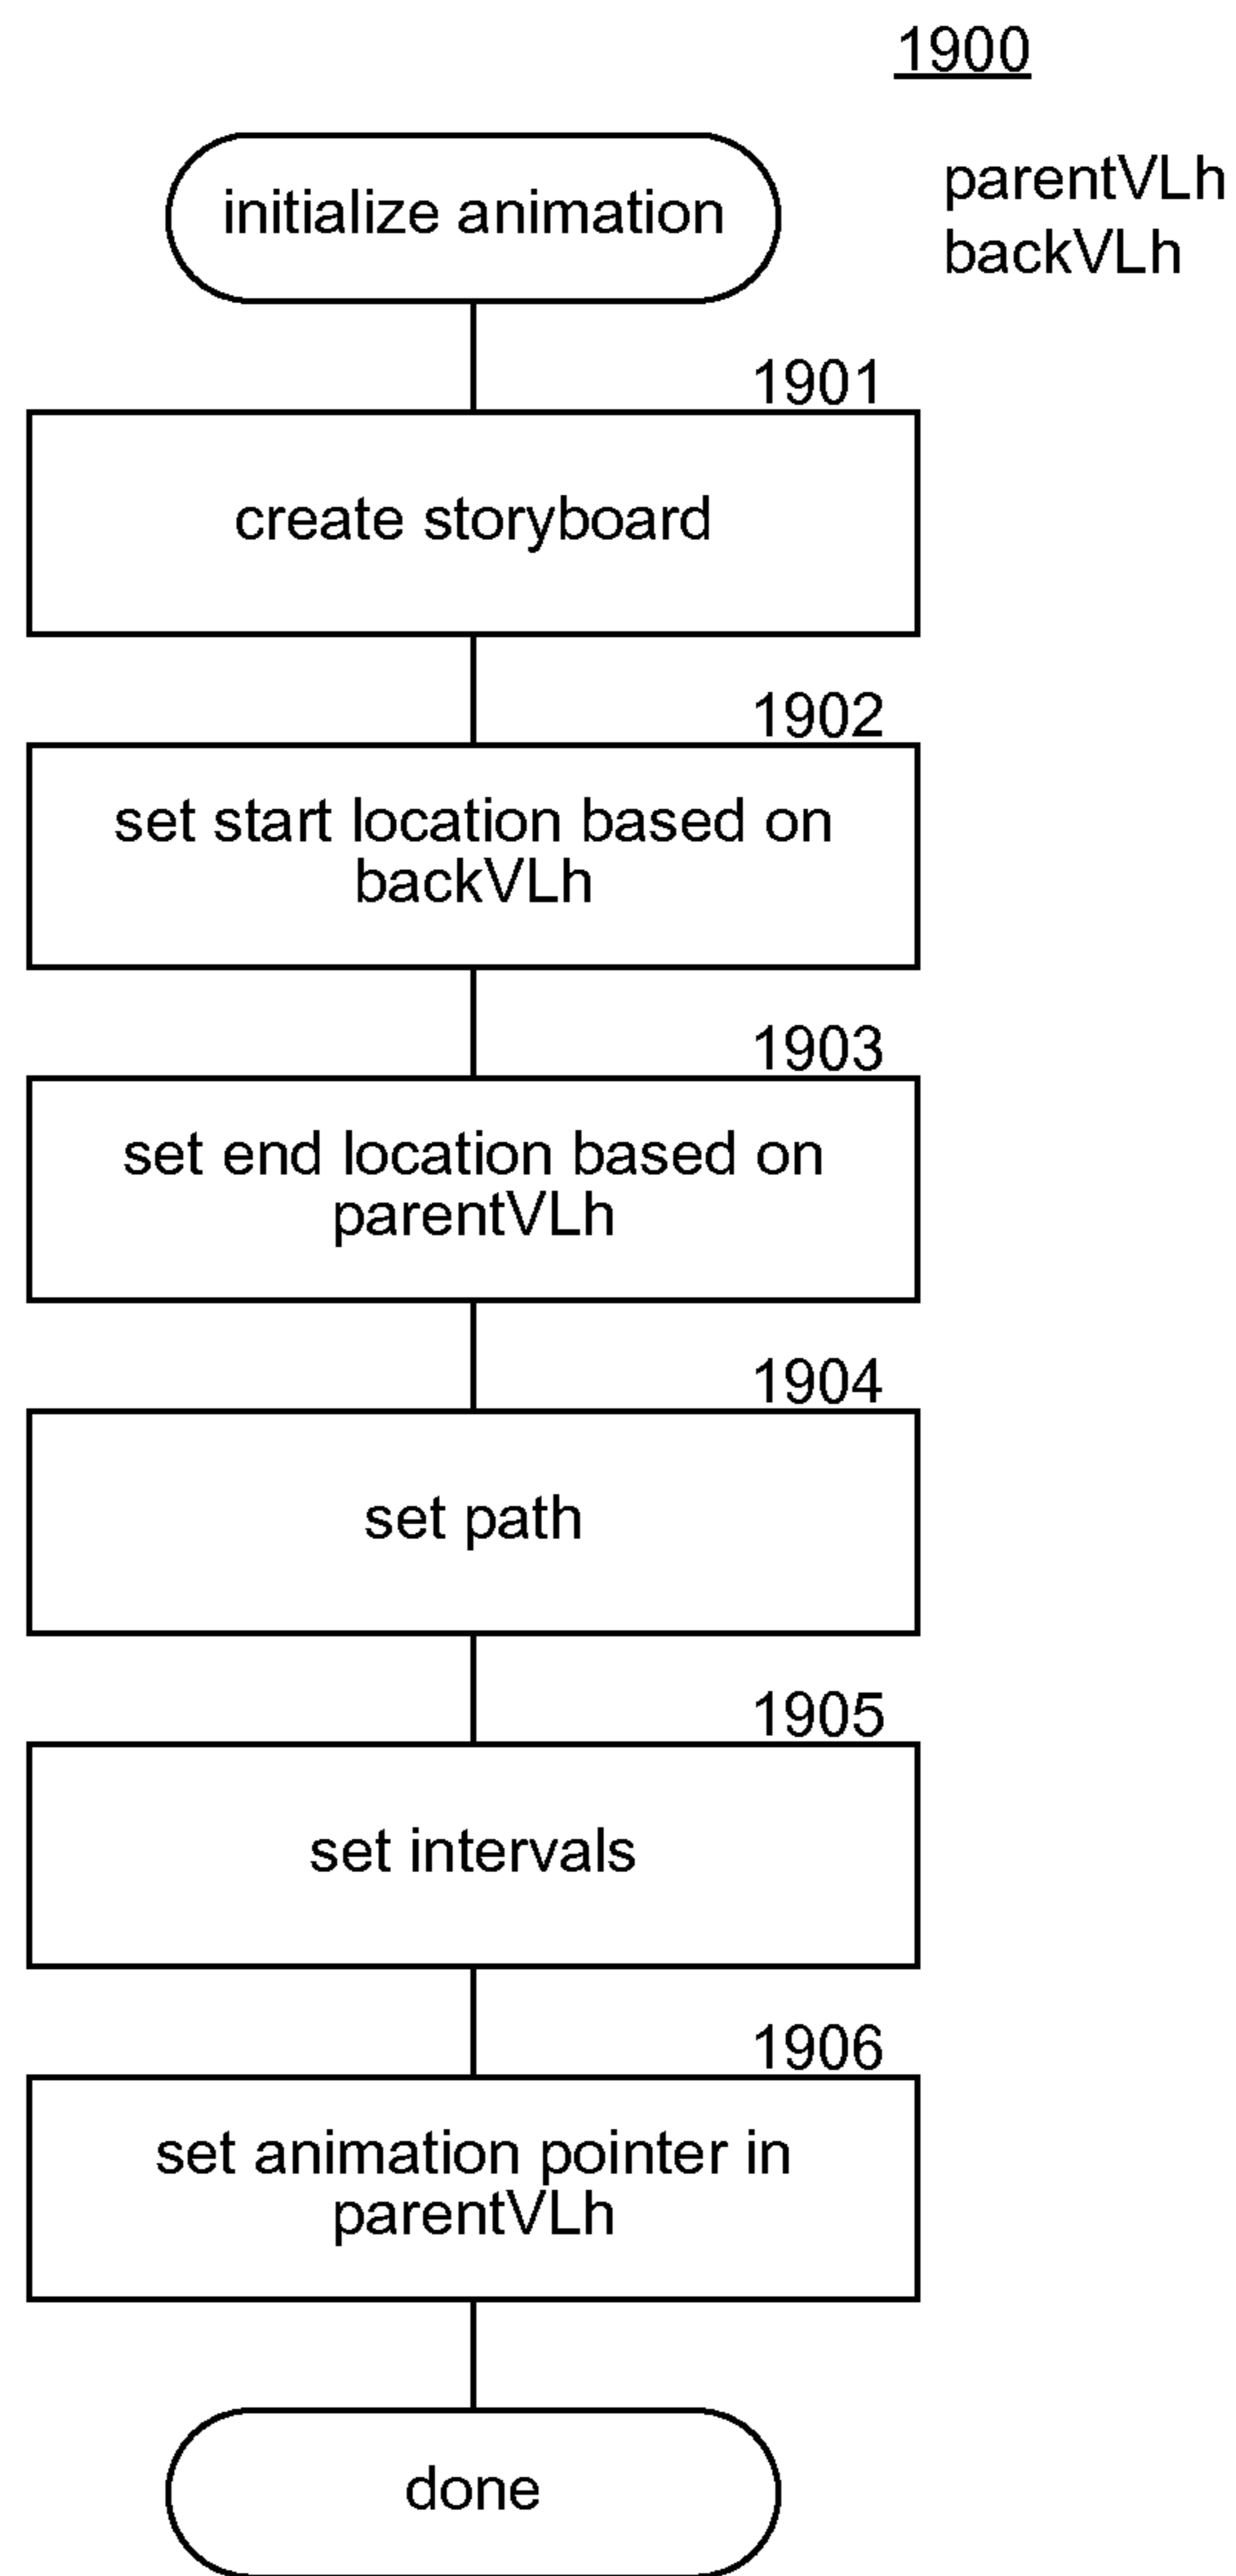 1900
initialize animation
parentVLh
backVLh
1901
create storyboard
1902
set start location based on
backVLh
1903
set end location based on
parentVLh
1904
set path
1905
set intervals
1906
set animation pointer in
parentVLh
done